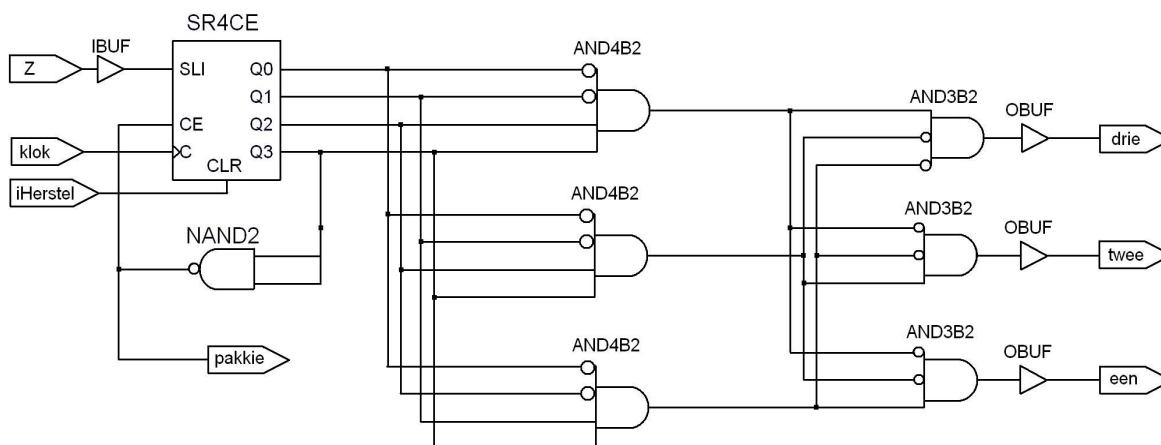 SR4CE
IBUF
Z
SLI
Q0
Q1
CE
Q2
klok
C
Q3
CLR
iHerstel
NAND2
pakkie
AND4B2
AND4B2
AND4B2
AND3B2
OBUF
drie
AND3B2
OBUF
twee
AND3B2
OBUF
een